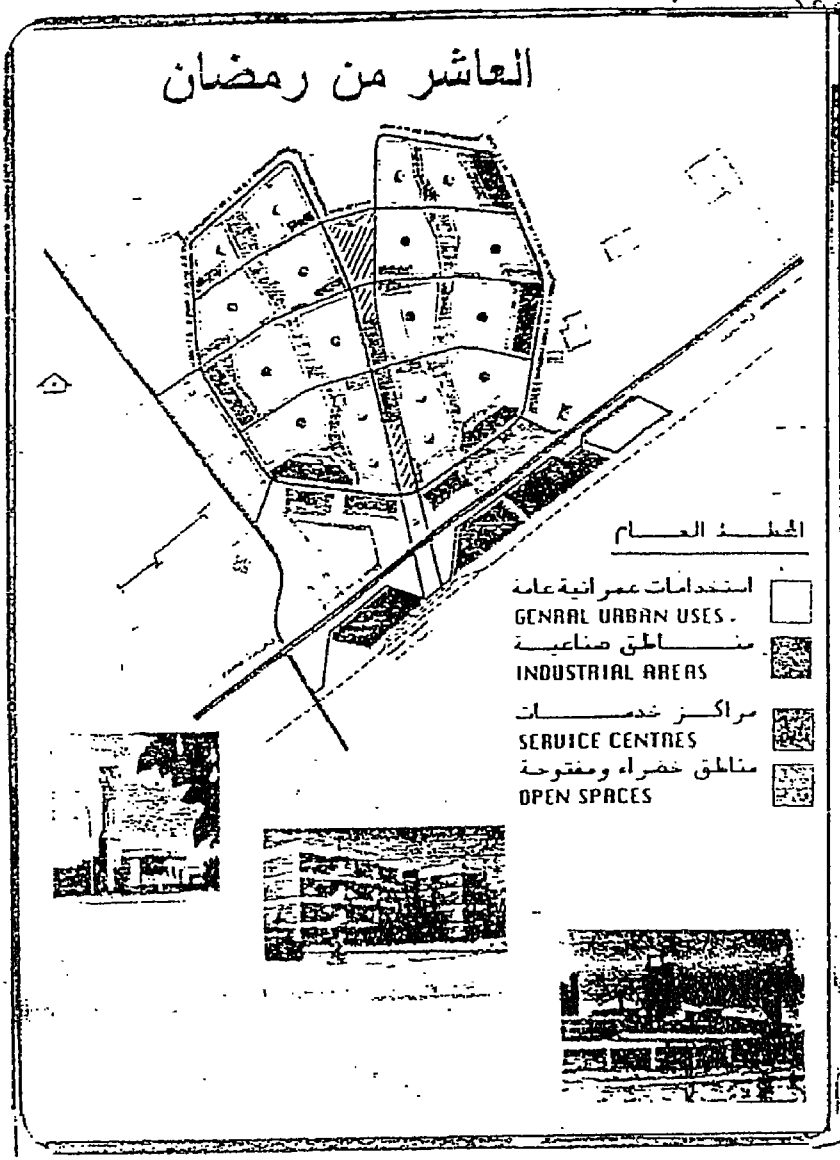 العاشر من رمضان
المخطط العام
استخدامات عمرانية عامة
GENRAL URBAN USES.
مناطق صناعية
INDUSTRIAL AREAS
مراكز خدمات
SERVICE CENTRES
مناطق خضراء ومفتوحة
OPEN SPACES